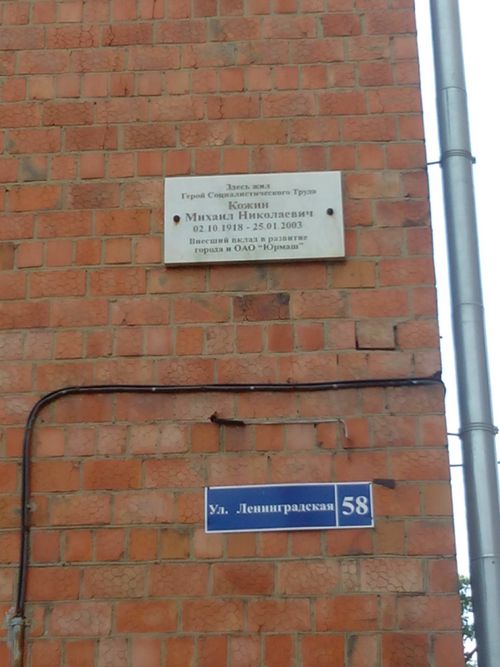 Здесь жил
Герой Социалистического Труда
Кожин
Михаил Николаевич
02.10.1918 - 25.01.2003
Внесший вклад в развитие
города и ОАО "Юрмаш"
Ул. Ленинградская 58